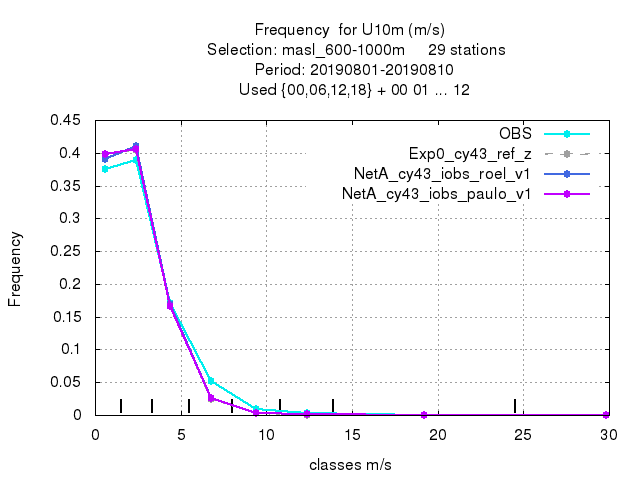 Frequency  for U10m (m/s)
Selection: masl_600-1000m     29 stations
Period: 20190801-20190810
Used {00,06,12,18} + 00 01 ... 12
OBS
Exp0_cy43_ref_z
NetA_cy43_iobs_roel_v1
NetA_cy43_iobs_paulo_v1
Frequency
0.45
0.4
0.35
0.3
0.25
0.2
0.15
0.1
0.05
0
0 5 10 15 20 25 30
classes m/s